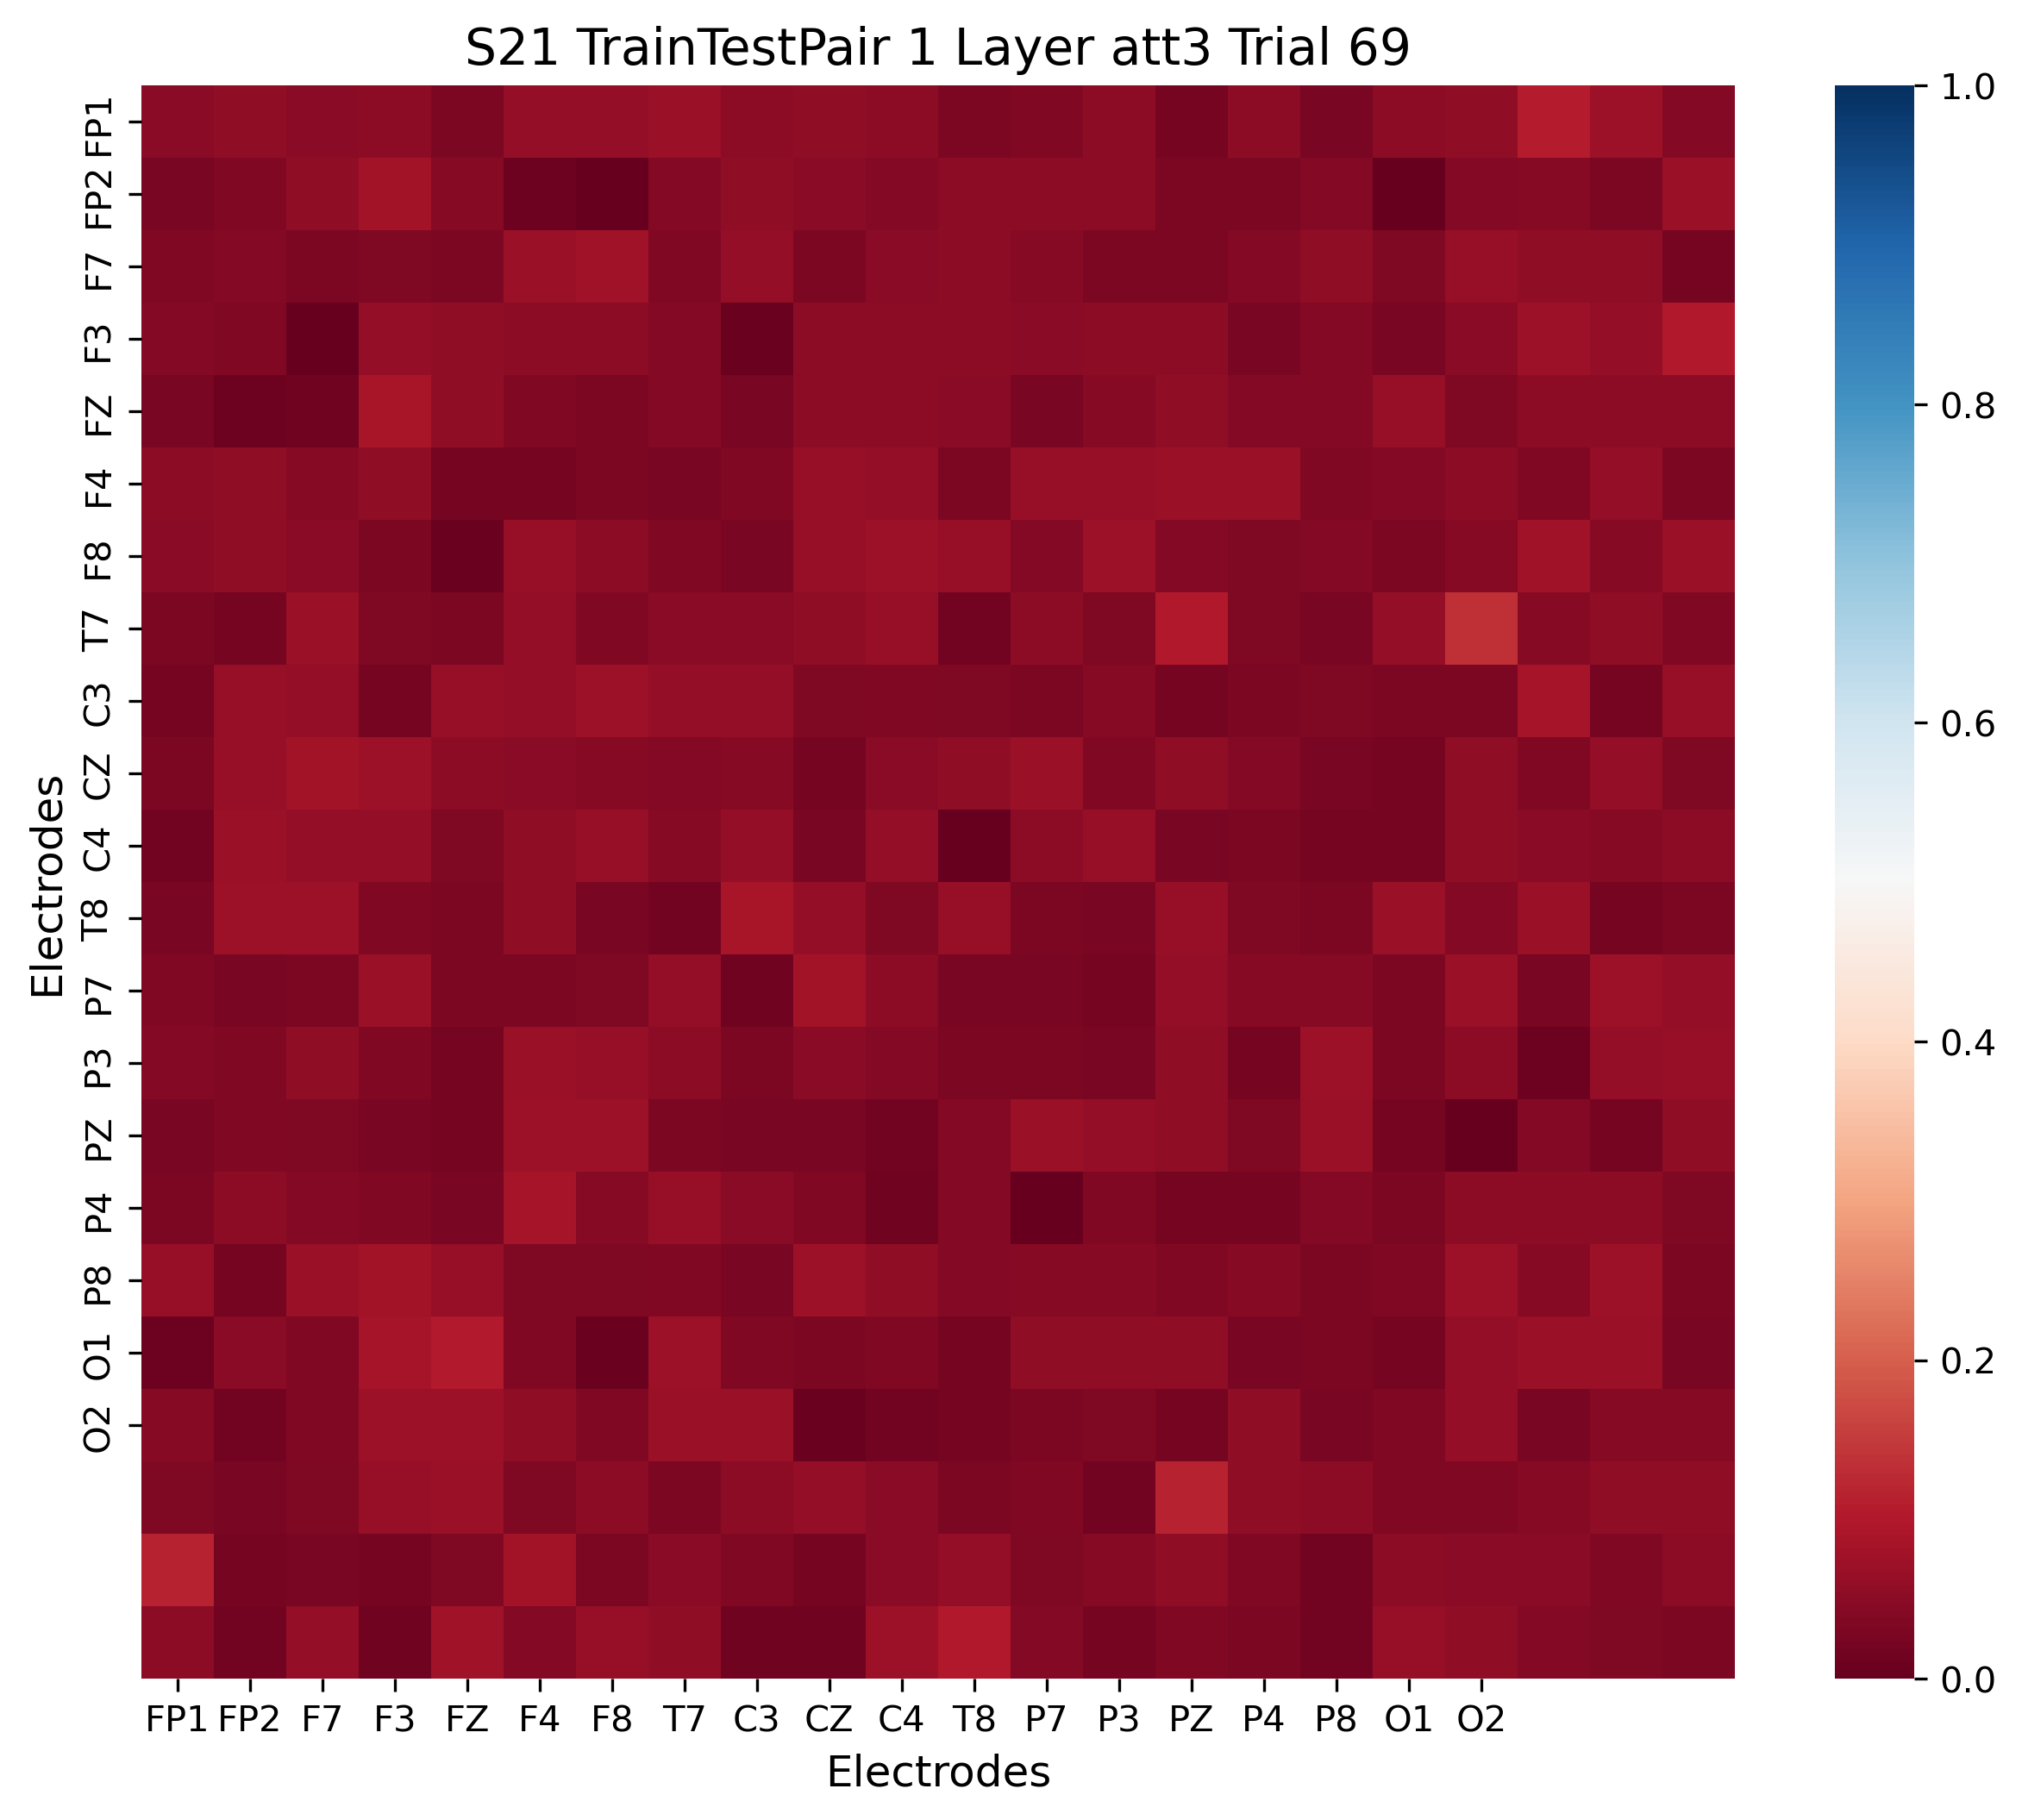 S21 TrainTestPair 1 Layer att3 Trial 69
Electrodes
FP1
FP2
F7
F3
FZ
F4
F8
T7
C3
CZ
C4
T8
P7
P3
PZ
P4
P8
O1
O2
FP1 FP2 F7 F3 FZ F4 F8 T7 C3 CZ C4 T8 P7 P3 PZ P4 P8 O1 O2
Electrodes
1.0
0.8
0.6
0.4
0.2
0.0